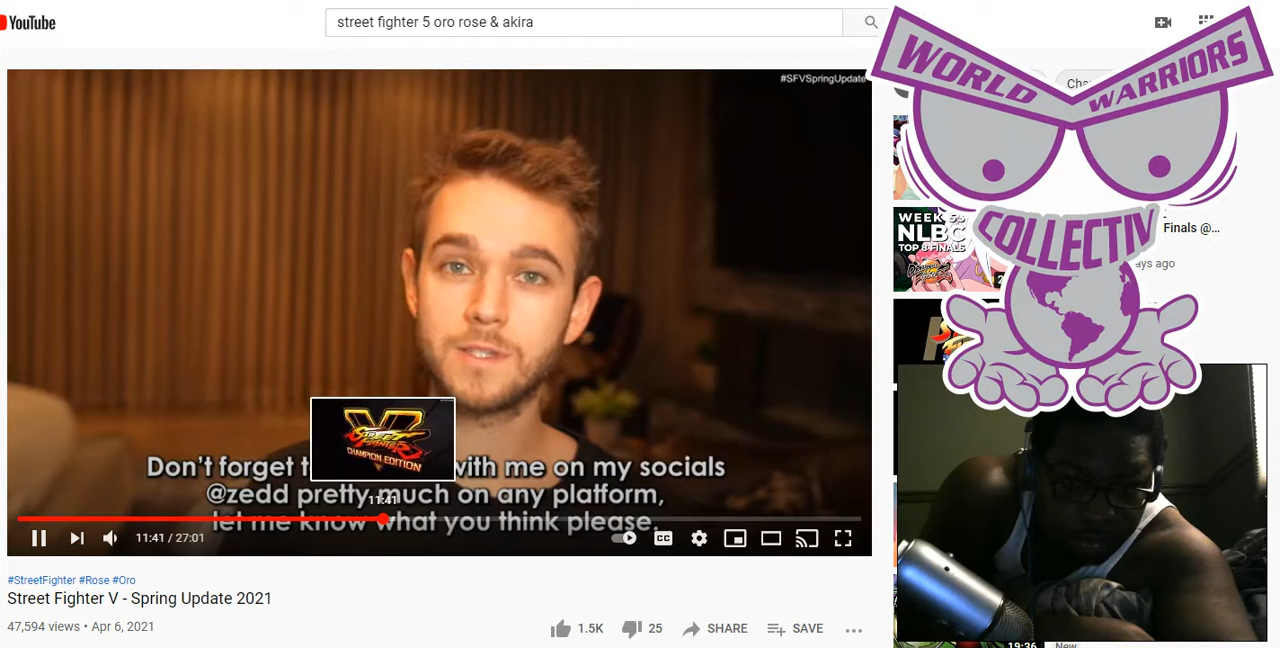 YouTube
street fighter 5 oro rose & akira
#SFVSpringUpdate
WORLD WARRIORS
COLLECTIV
WEEK 5
NLBC
TOP 8 FINALS
Finals @...
ays ago
STREET FIGHTER
CHAMPION EDITION
Don't forget t with me on my socials
@zedd pretty much on any platform,
let me know what you think please.
11:41
11:41 / 27:01
CC
#StreetFighter #Rose #Oro
Street Fighter V - Spring Update 2021
47,594 views • Apr 6, 2021
1.5K
25
SHARE
SAVE
19:36
New